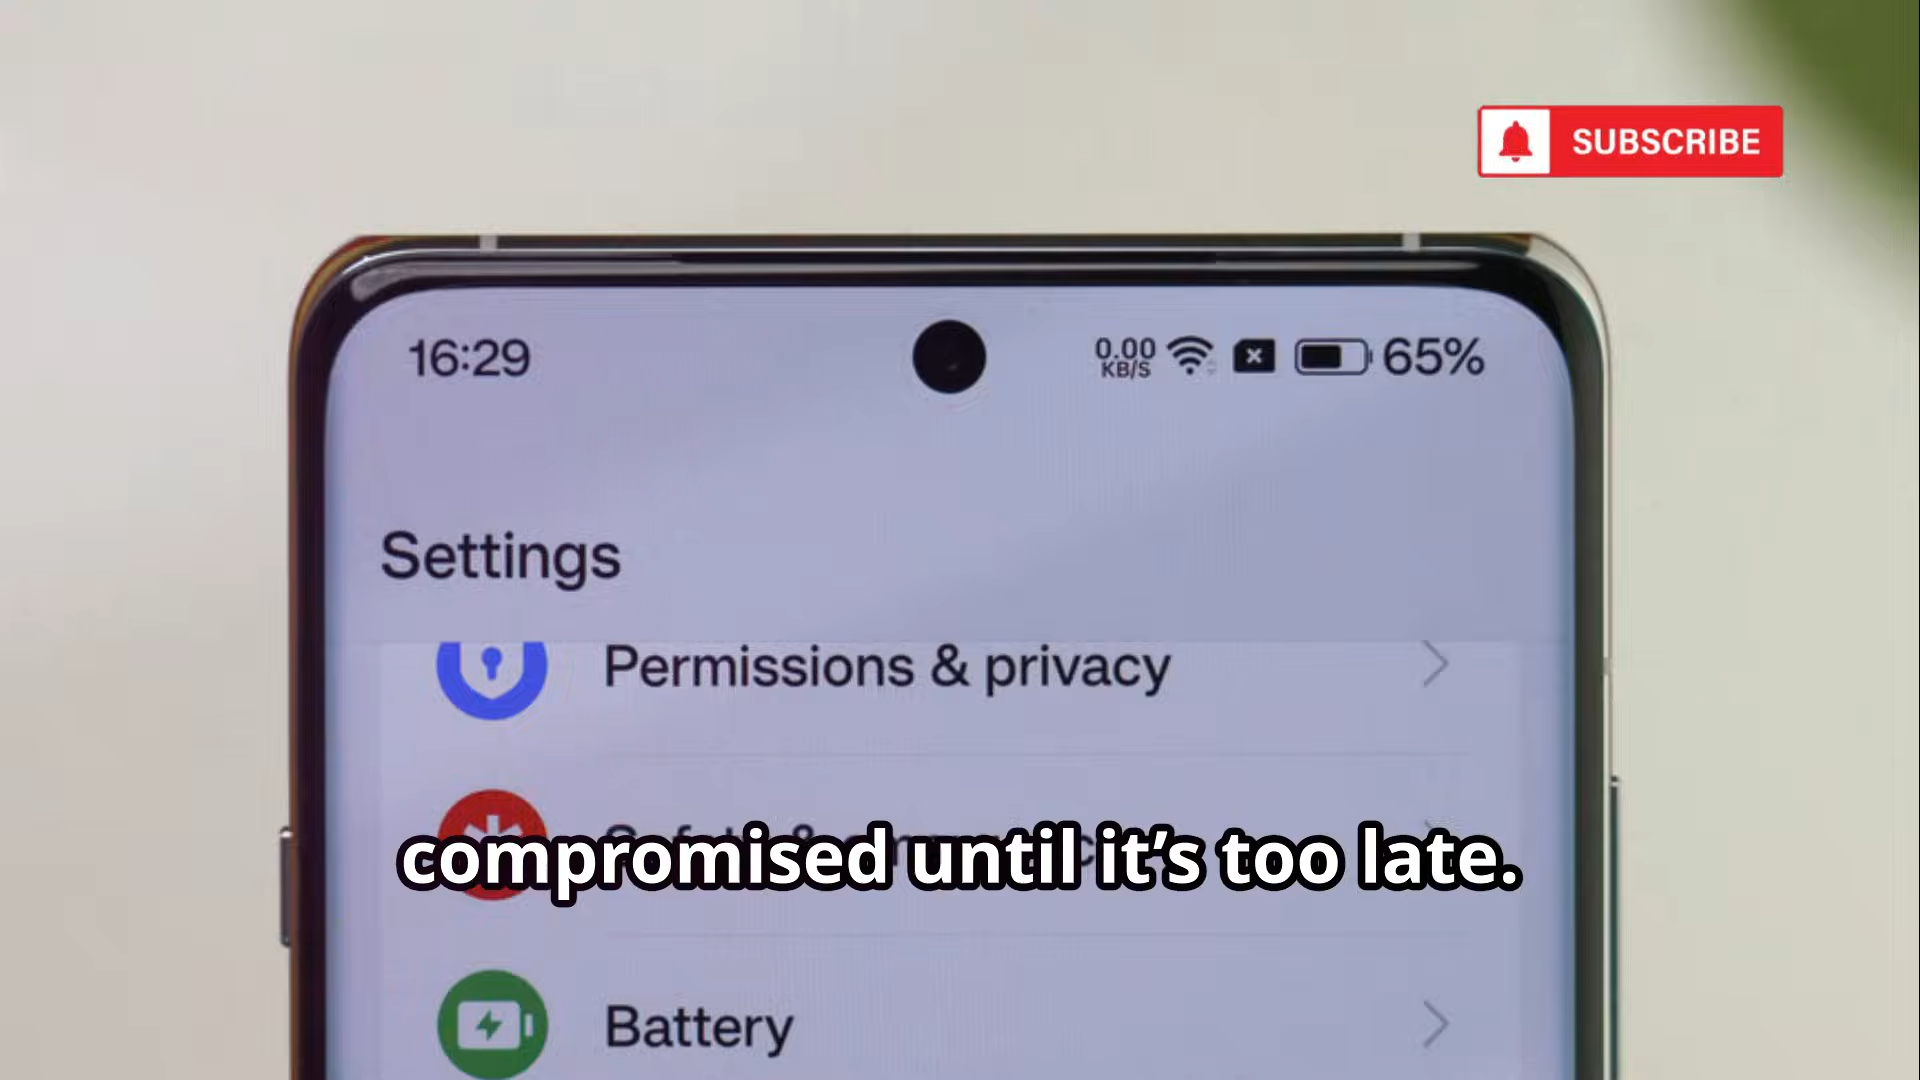 SUBSCRIBE
16:29
0.00
KB/S
65%
Settings
Permissions & privacy
compromised until it’s too late.
Battery